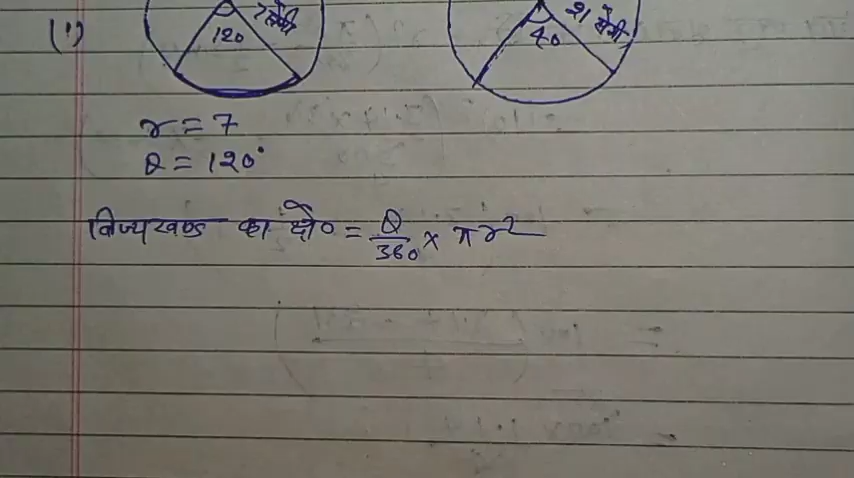 (1) 120 7 सेमी 40 21 सेमी
r = 7
θ = 120°
त्रिज्यखण्ड का क्षे० = θ/360 × πr²